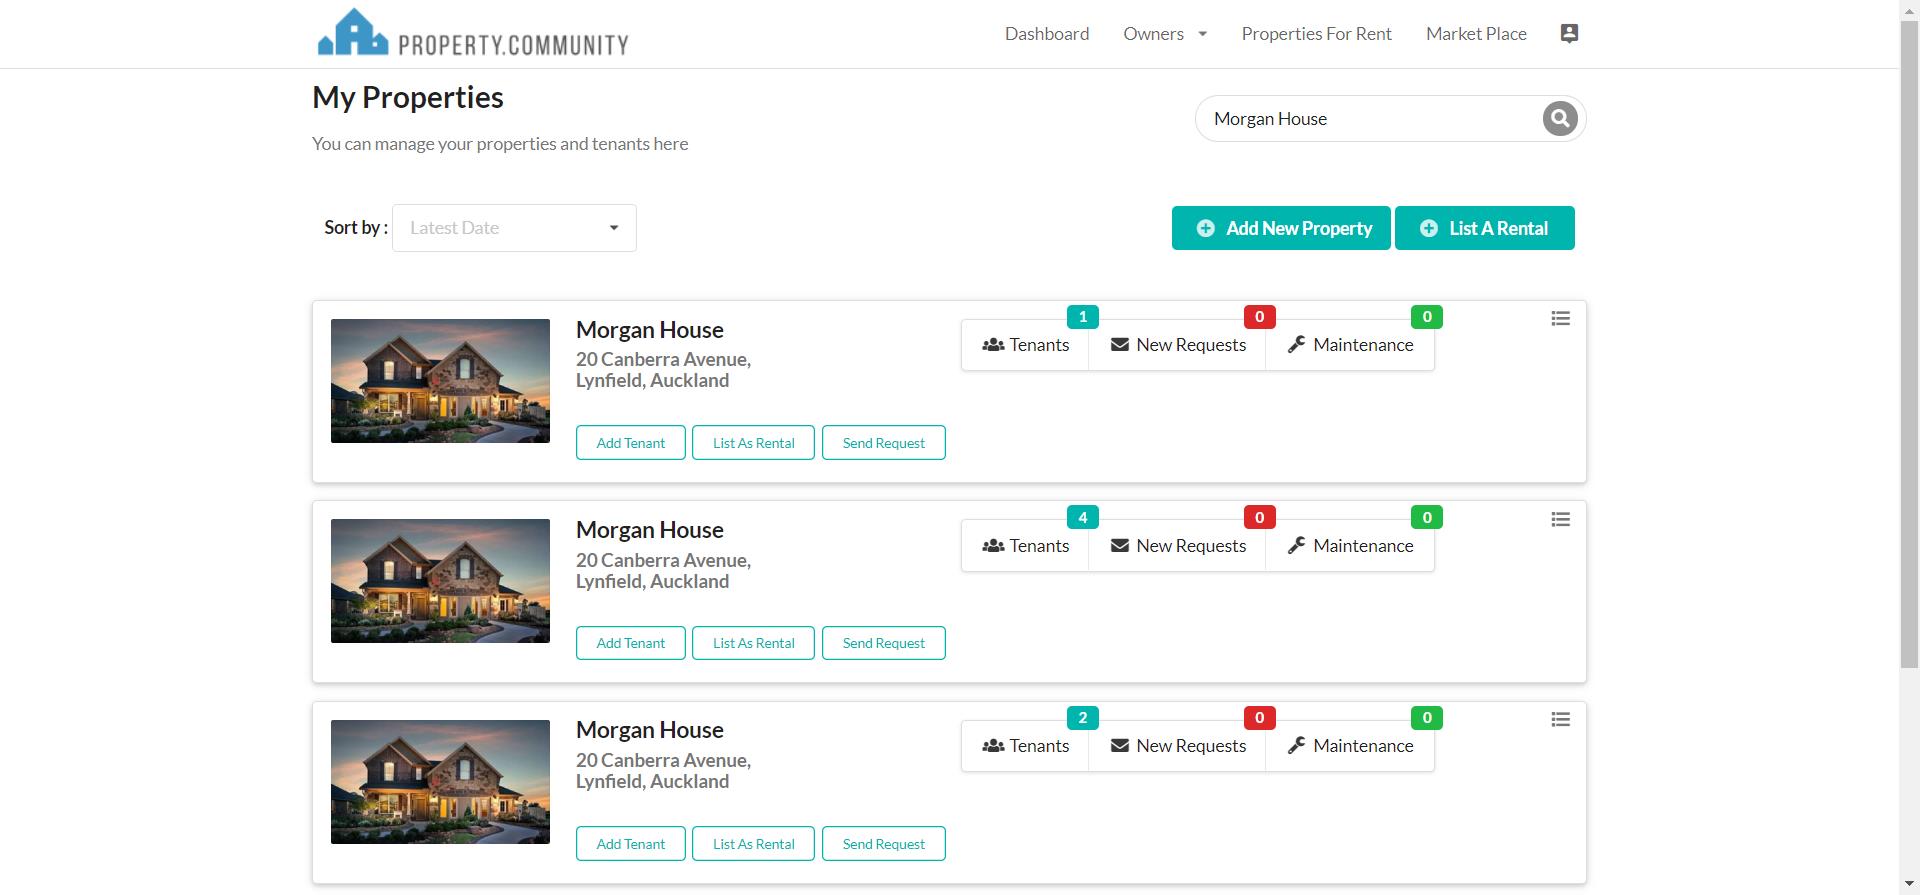 PROPERTY.COMMUNITY
Dashboard Owners Properties For Rent Market Place
My Properties
Morgan House
You can manage your properties and tenants here
Sort by : Latest Date
Add New Property List A Rental
Morgan House
20 Canberra Avenue,
Lynfield, Auckland
1 0 0
Tenants New Requests Maintenance
Add Tenant List As Rental Send Request
Morgan House
20 Canberra Avenue,
Lynfield, Auckland
4 0 0
Tenants New Requests Maintenance
Add Tenant List As Rental Send Request
Morgan House
20 Canberra Avenue,
Lynfield, Auckland
2 0 0
Tenants New Requests Maintenance
Add Tenant List As Rental Send Request